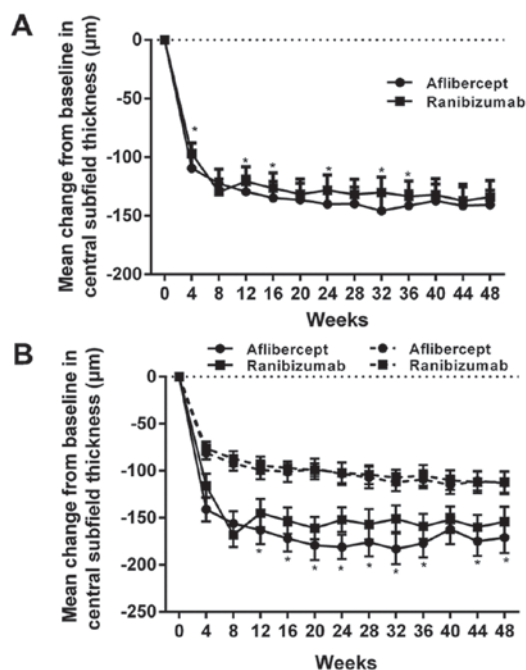 A
Mean change from baseline in
central subfield thickness (µm)
0
-50
-100
-150
-200
Aflibercept
Ranibizumab
* * * * * *
0 4 8 12 16 20 24 28 32 36 40 44 48
Weeks
B
Aflibercept Aflibercept
Ranibizumab Ranibizumab
Mean change from baseline in
central subfield thickness (µm)
0
-50
-100
-150
-200
-250
* * * * * * * * *
0 4 8 12 16 20 24 28 32 36 40 44 48
Weeks